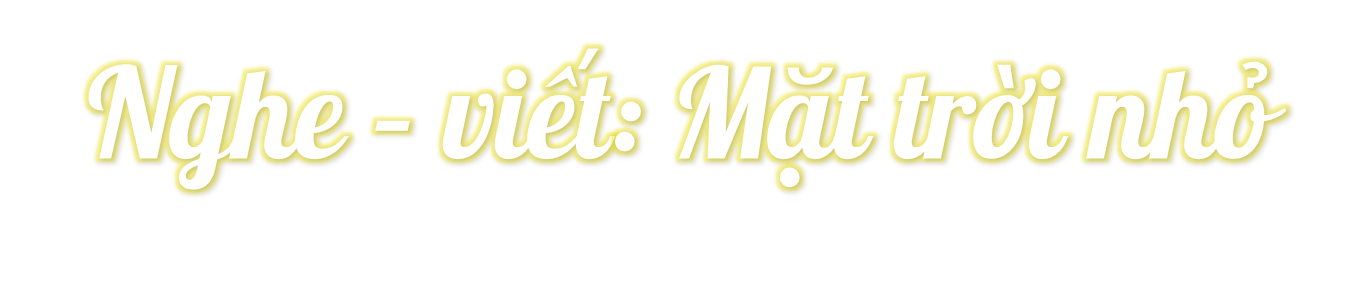 Nghe - viết: Mặt trời nhỏ